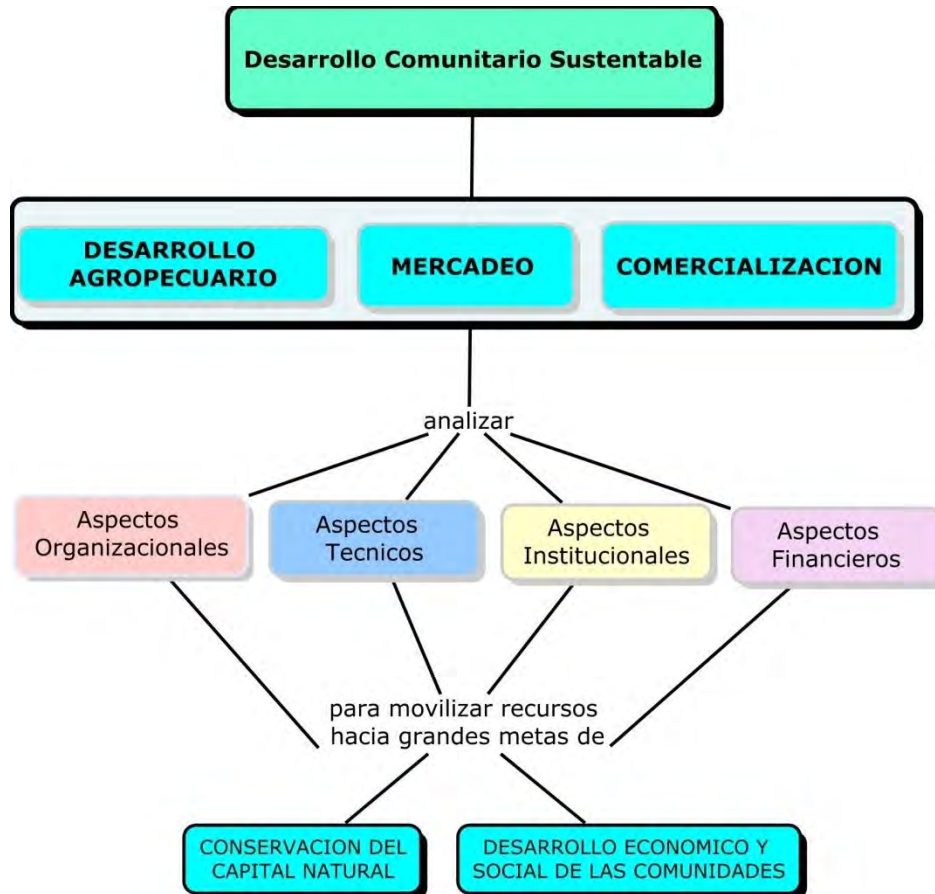 Desarrollo Comunitario Sustentable
DESARROLLO
AGROPECUARIO
MERCADEO
COMERCIALIZACION
analizar
Aspectos
Organizacionales
Aspectos
Tecnicos
Aspectos
Institucionales
Aspectos
Financieros
para movilizar recursos
hacia grandes metas de
CONSERVACION DEL
CAPITAL NATURAL
DESARROLLO ECONOMICO Y
SOCIAL DE LAS COMUNIDADES